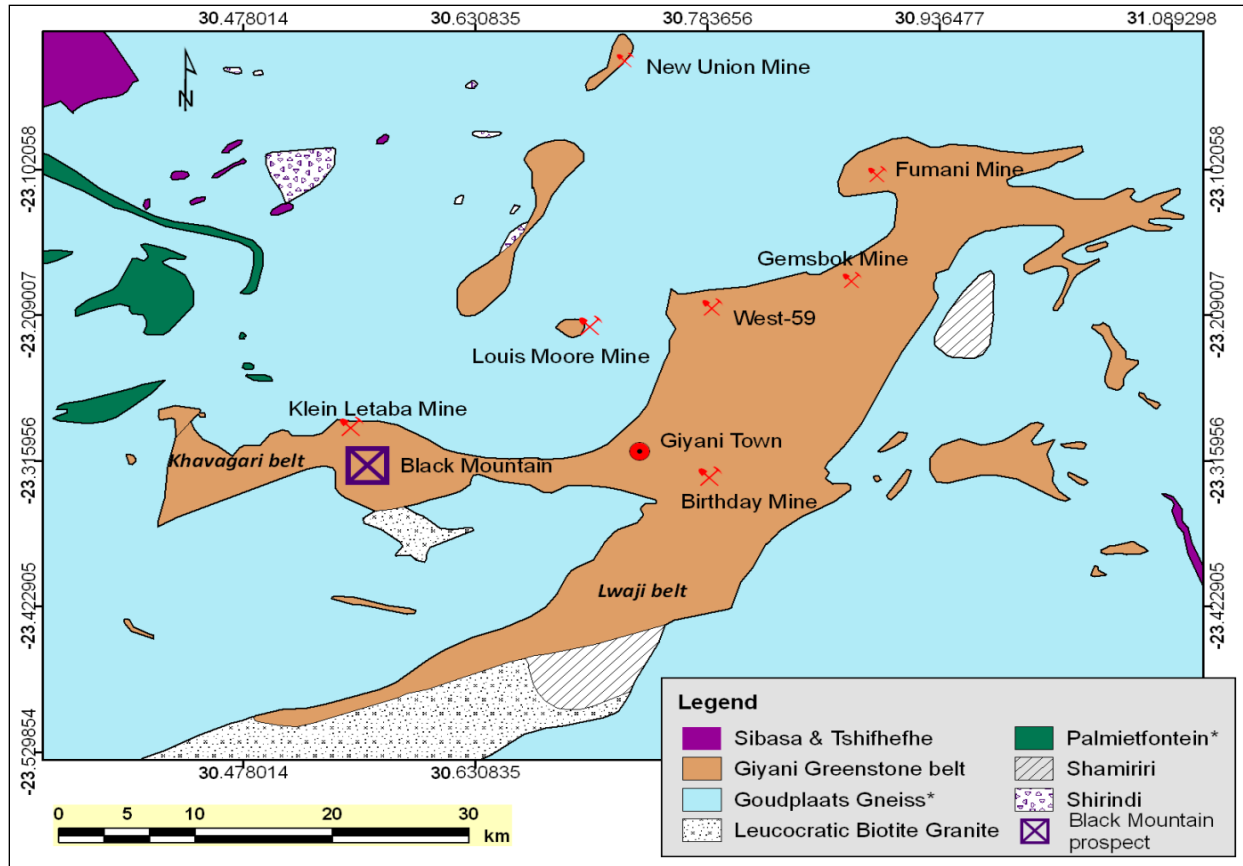 30.478014 30.630835 30.783656 30.936477 31.089298
N
New Union Mine
-23.102058
-23.102058
Fumani Mine
Gemsbok Mine
-23.209007
-23.209007
West-59
Louis Moore Mine
Klein Letaba Mine
Giyani Town
-23.315956
-23.315956
Khavagari belt
Black Mountain
Birthday Mine
Lwaji belt
-23.422905
-23.422905
-23.529854
-23.529854
30.478014 30.630835
Legend
Sibasa & Tshifhefhe
Palmietfontein*
Giyani Greenstone belt
Shamiriri
Goudplaats Gneiss*
Shirindi
Leucocratic Biotite Granite
Black Mountain
prospect
0 5 10 20 30
km